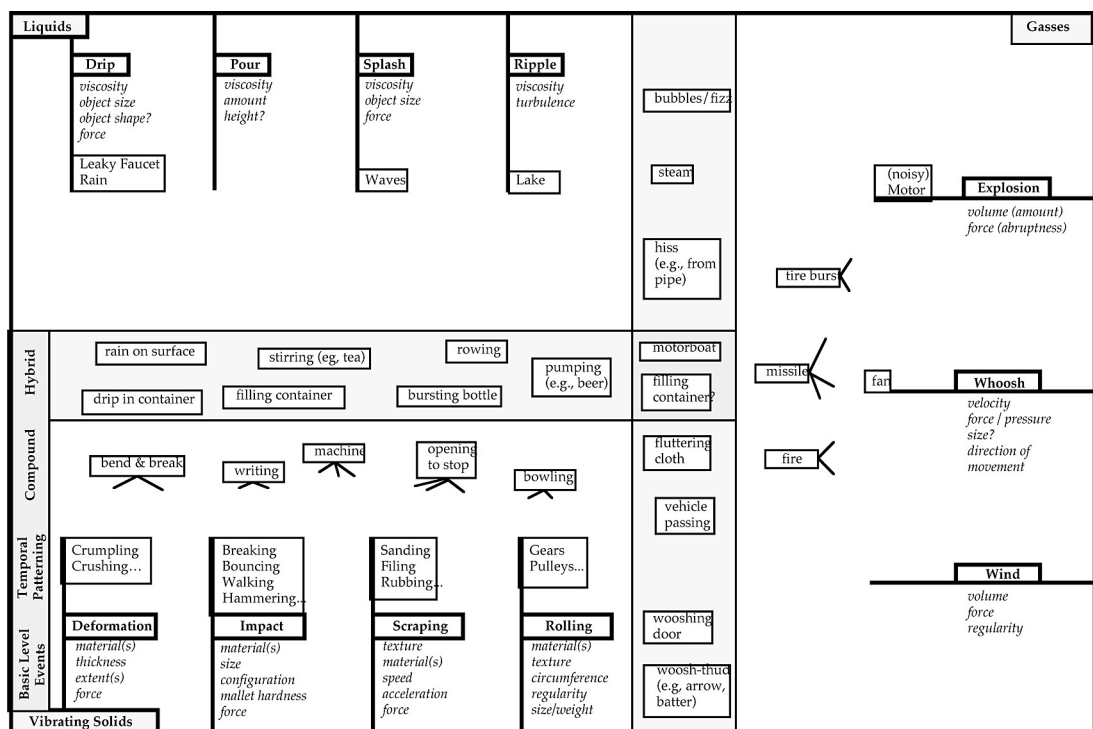 Liquids
Gasses
Drip
viscosity
object size
object shape?
force
Leaky Faucet
Rain
Pour
viscosity
amount
height?
Splash
viscosity
object size
force
Waves
Ripple
viscosity
turbulence
Lake
bubbles/fizz
steam
hiss
(e.g., from
pipe)
(noisy)
Motor
Explosion
volume (amount)
force (abruptness)
tire burst
Hybrid
rain on surface
stirring (eg, tea)
rowing
pumping
(e.g., beer)
drip in container
filling container
bursting bottle
motorboat
filling
container?
missile
fan
Whoosh
velocity
force / pressure
size?
direction of
movement
Compound
bend & break
writing
machine
opening
to stop
bowling
fluttering
cloth
fire
vehicle
passing
Temporal
Patterning
Crumpling
Crushing…
Breaking
Bouncing
Walking
Hammering...
Sanding
Filing
Rubbing...
Gears
Pulleys...
Wind
volume
force
regularity
Basic Level
Events
Deformation
material(s)
thickness
extent(s)
force
Impact
material(s)
size
configuration
mallet hardness
force
Scraping
texture
material(s)
speed
acceleration
force
Rolling
material(s)
texture
circumference
regularity
size/weight
wooshing
door
woosh-thud
(e.g, arrow,
batter)
Vibrating Solids